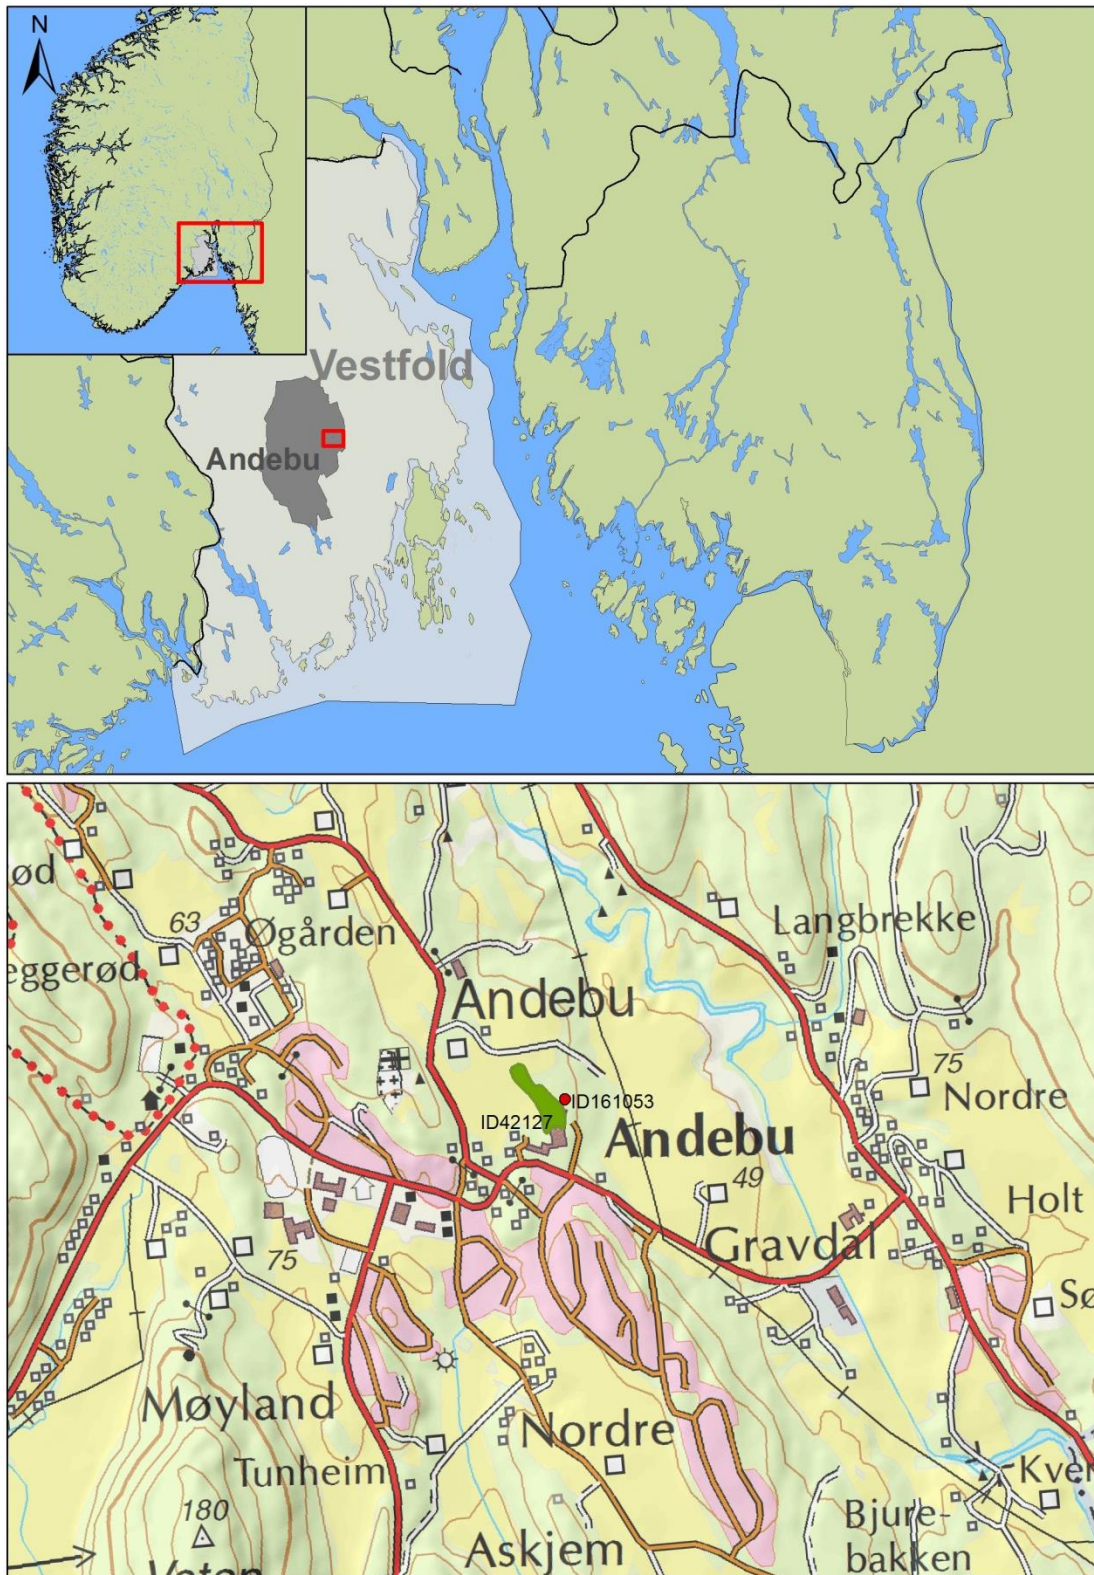 N
Vestfold
Andebu
ød
63
Øgården
eggerød
Langbrekke
Andebu
75
Nordre
ID161053
ID42127
Andebu
49
Holt
Gravdal
75
Sø
Møyland
Nordre
Tunheim
Kver
180
Bjure-
bakken
Askjem